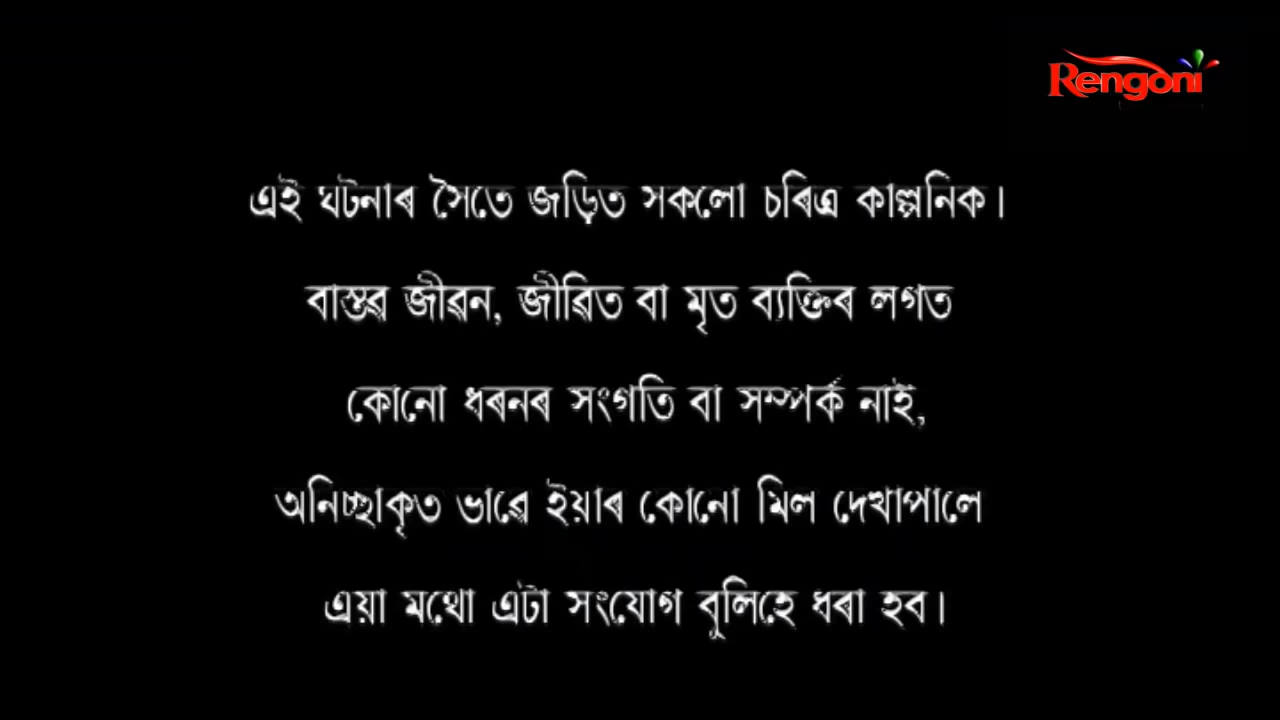 Rengoni
এই ঘটনাৰ সৈতে জড়িত সকলো চৰিত্ৰ কাল্পনিক।
বাস্তৱ জীৱন, জীৱিত বা মৃত ব্যক্তিৰ লগত
কোনো ধৰনৰ সংগতি বা সম্পৰ্ক নাই,
অনিচ্ছাকৃত ভাৱে ইয়াৰ কোনো মিল দেখাপালে
এয়া মথো এটা সংযোগ বুলিহে ধৰা হব।